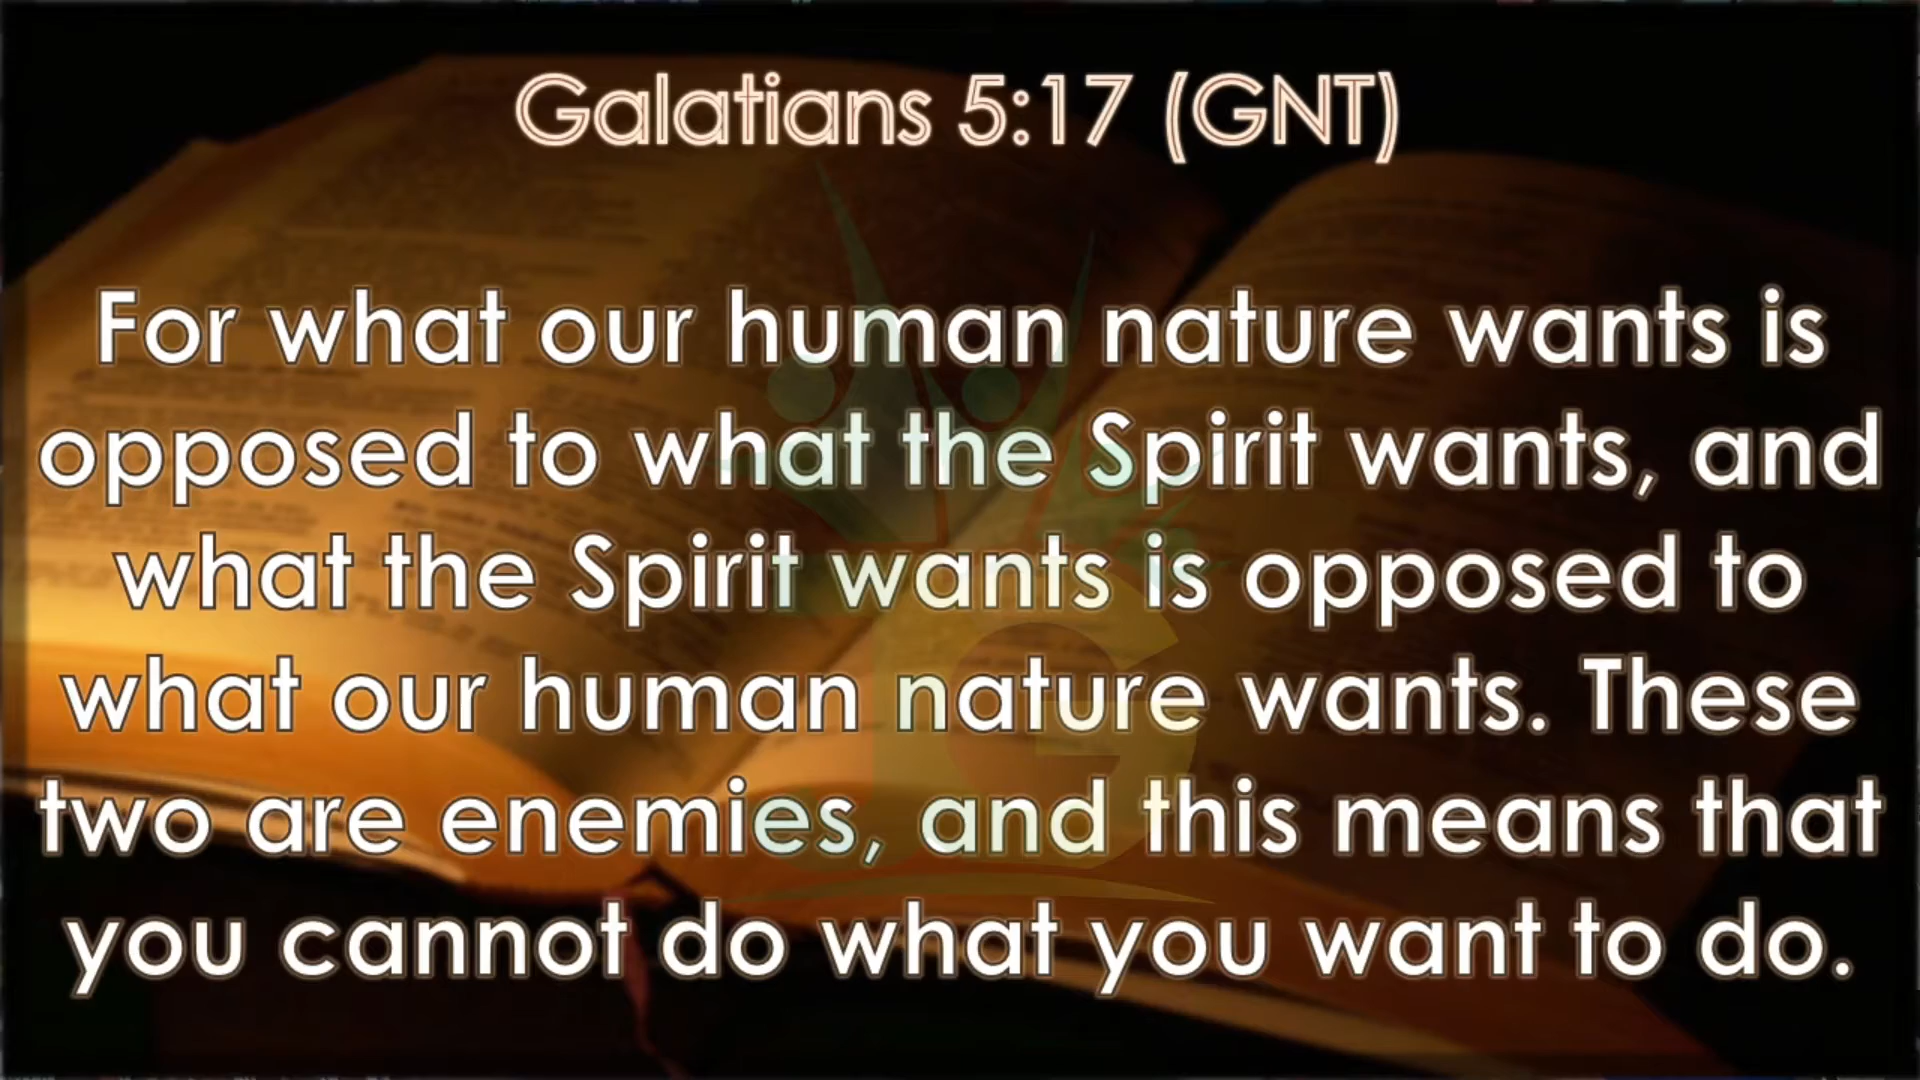 Galatians 5:17 (GNT)
For what our human nature wants is
opposed to what the Spirit wants, and
what the Spirit wants is opposed to
what our human nature wants. These
two are enemies, and this means that
you cannot do what you want to do.